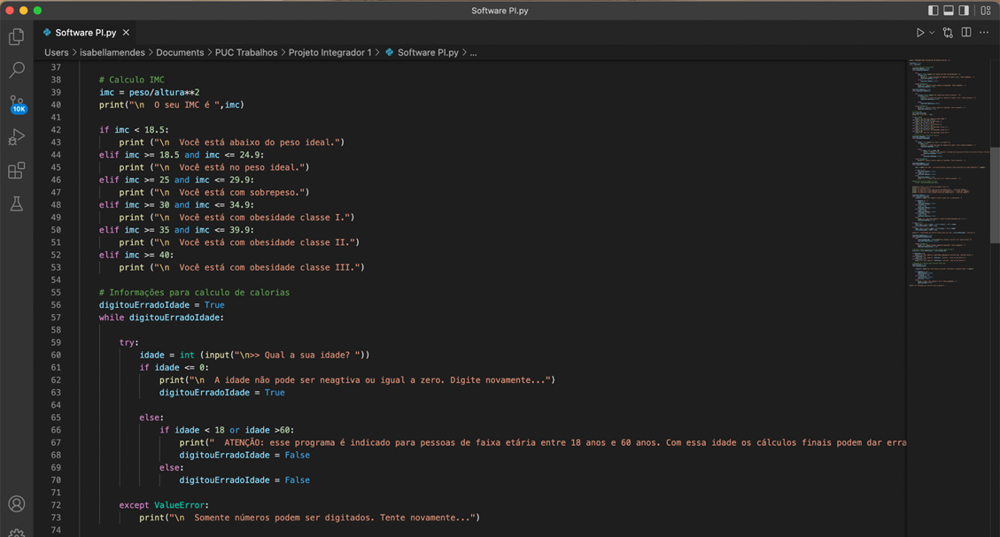 Software PI.py
Software PI.py
Users > isabellamendes > Documents > PUC Trabalhos > Projeto Integrador 1 > Software PI.py > ...
10K
37
38 # Calculo IMC
39 imc = peso/altura**2
40 print("\n  O seu IMC é ",imc)
41
42 if imc < 18.5:
43     print ("\n  Você está abaixo do peso ideal.")
44 elif imc >= 18.5 and imc <= 24.9:
45     print ("\n  Você está no peso ideal.")
46 elif imc >= 25 and imc <= 29.9:
47     print ("\n  Você está com sobrepeso.")
48 elif imc >= 30 and imc <= 34.9:
49     print ("\n  Você está com obesidade classe I.")
50 elif imc >= 35 and imc <= 39.9:
51     print ("\n  Você está com obesidade classe II.")
52 elif imc >= 40:
53     print ("\n  Você está com obesidade classe III.")
54
55 # Informações para calculo de calorias
56 digitouErradoIdade = True
57 while digitouErradoIdade:
58
59     try:
60         idade = int (input("\n>> Qual a sua idade? "))
61         if idade <= 0:
62             print("\n  A idade não pode ser neagtiva ou igual a zero. Digite novamente...")
63             digitouErradoIdade = True
64
65         else:
66             if idade < 18 or idade >60:
67                 print("  ATENÇÃO: esse programa é indicado para pessoas de faixa etária entre 18 anos e 60 anos. Com essa idade os cálculos finais podem dar erra
68                 digitouErradoIdade = False
69             else:
70                 digitouErradoIdade = False
71
72     except ValueError:
73         print("\n  Somente números podem ser digitados. Tente novamente...")
74